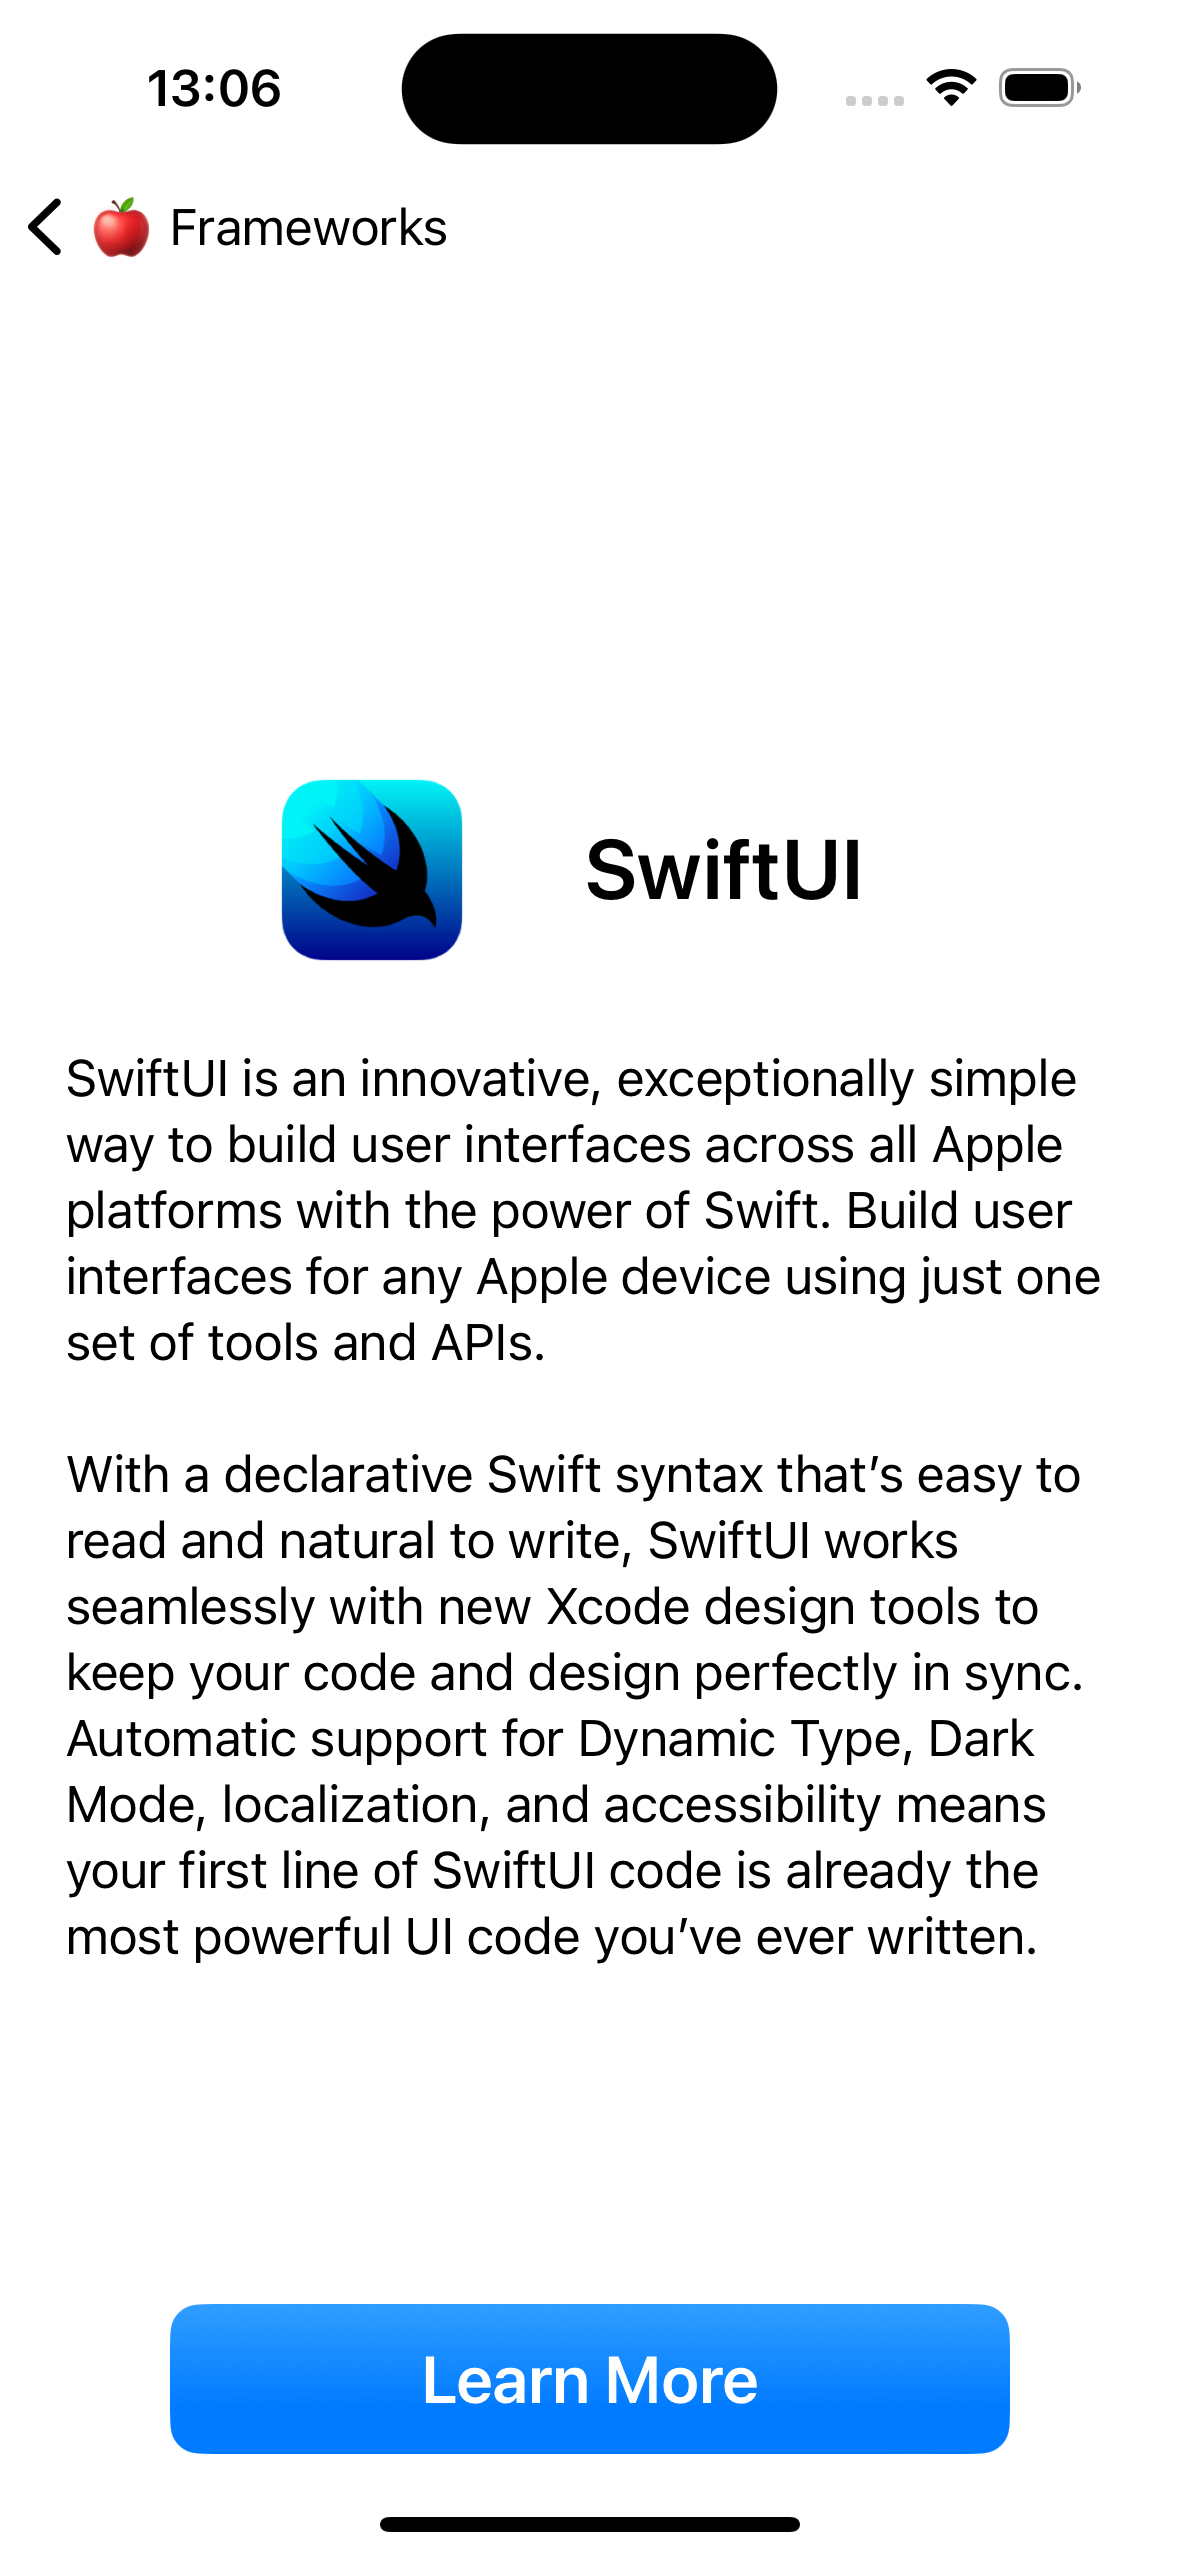 13:06
🍎 Frameworks
SwiftUI
SwiftUI is an innovative, exceptionally simple
way to build user interfaces across all Apple
platforms with the power of Swift. Build user
interfaces for any Apple device using just one
set of tools and APIs.
With a declarative Swift syntax that’s easy to
read and natural to write, SwiftUI works
seamlessly with new Xcode design tools to
keep your code and design perfectly in sync.
Automatic support for Dynamic Type, Dark
Mode, localization, and accessibility means
your first line of SwiftUI code is already the
most powerful UI code you’ve ever written.
Learn More